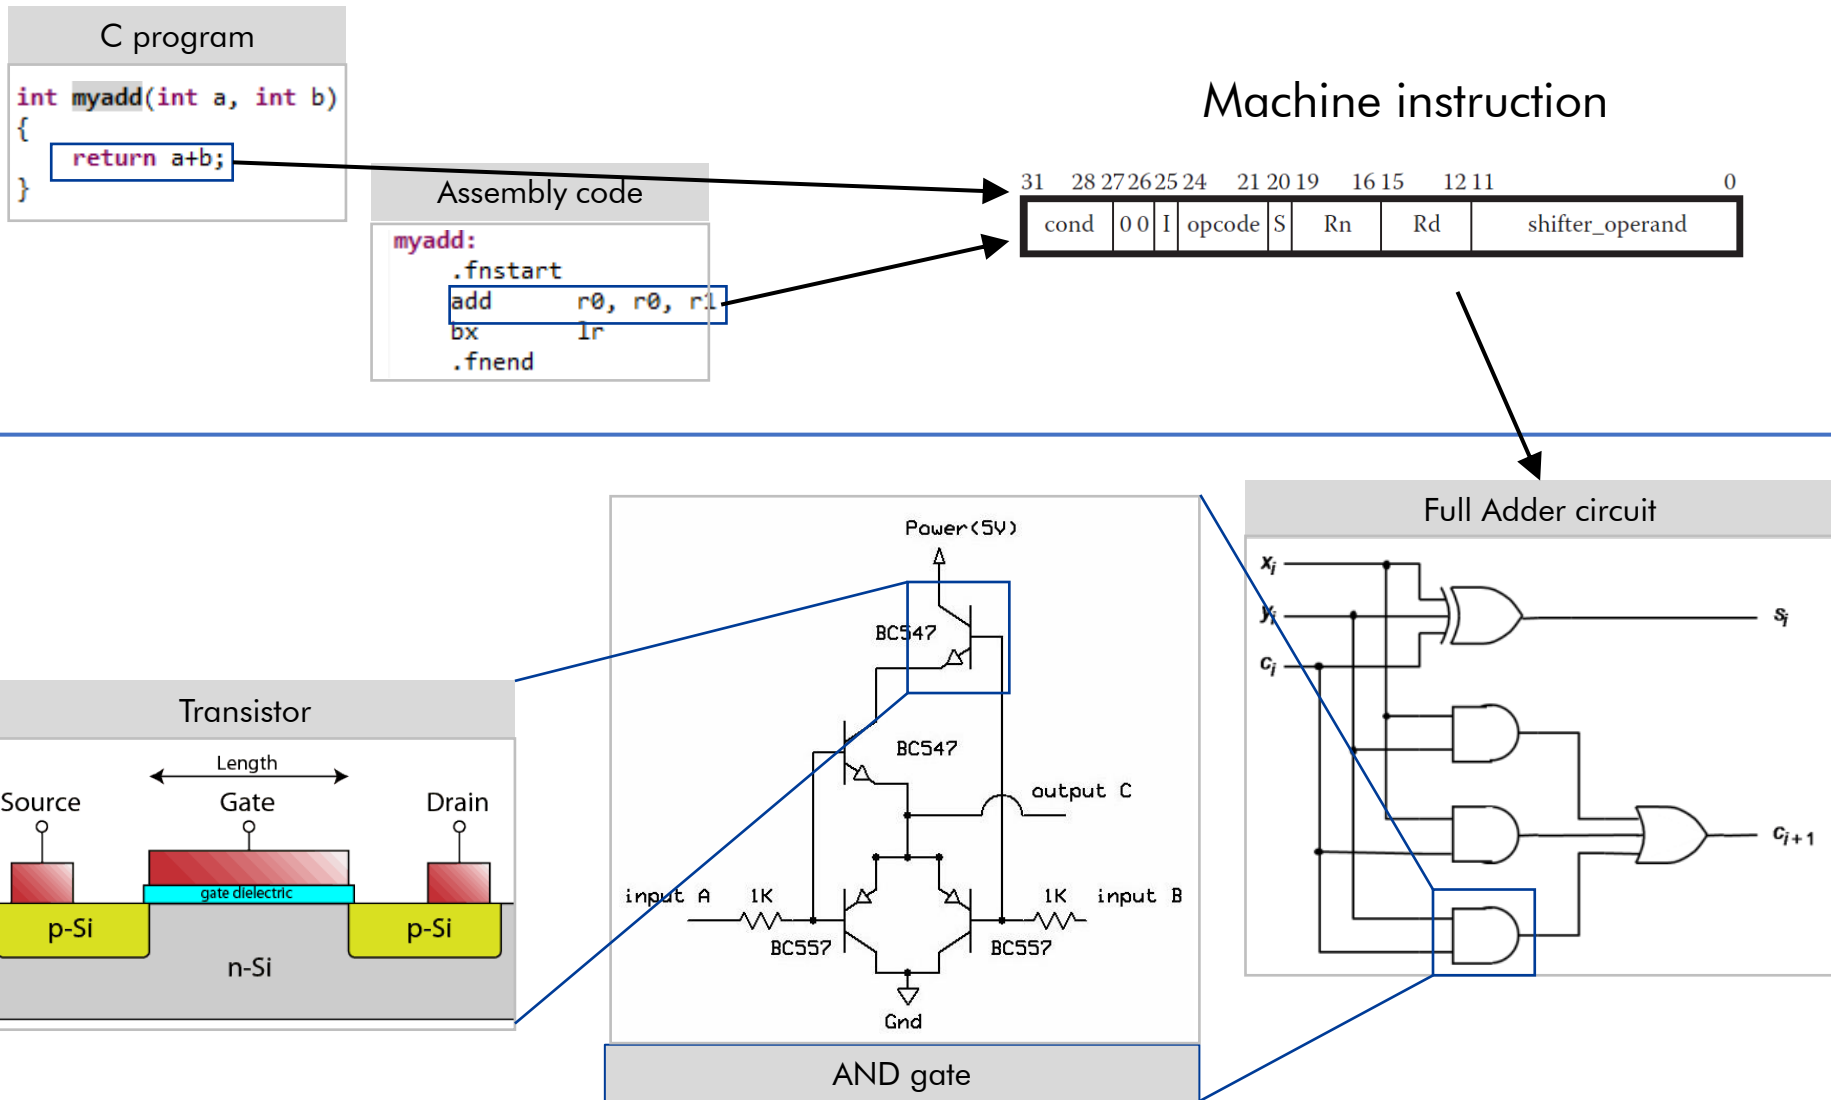 C program
int myadd(int a, int b)
{
return a+b;
}
Assembly code
myadd:
.fnstart
add r0, r0, r1
bx lr
.fnend
Machine instruction
31 28 27 26 25 24 21 20 19 16 15 12 11 0
cond 0 0 I opcode S Rn Rd shifter_operand
Full Adder circuit
xi
yi
ci
si
ci+1
Power(5V)
BC547
BC547
output C
input A 1K 1K input B
BC557 BC557
Gnd
AND gate
Transistor
Length
Source Gate Drain
gate dielectric
p-Si p-Si
n-Si